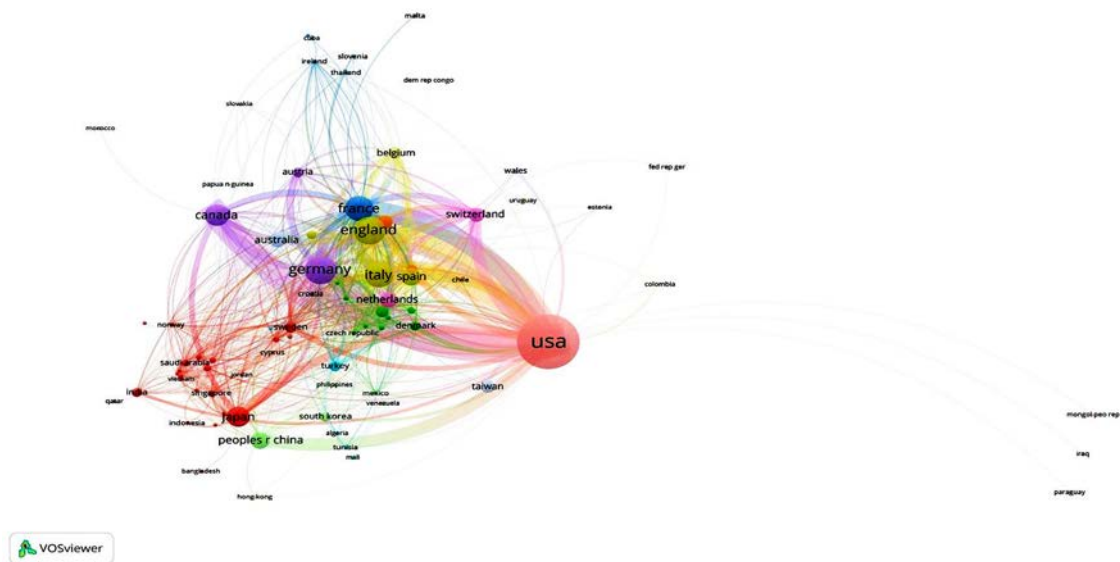 malta
cuba
slovenia
ireland
thailand
dem rep congo
slovakia
morocco
belgium
fed rep ger
wales
austria
papua n guinea
uruguay
estonia
france
canada
switzerland
england
australia
germany
italy
spain
chile
colombia
croatia
netherlands
norway
sweden
czech republic
denmark
usa
cyprus
saudi arabia
turkey
jordan
vietnam
philippines
taiwan
india
singapore
mexico
qatar
venezuela
japan
south korea
mongol peo rep
indonesia
algeria
peoples r china
tunisia
mali
iraq
bangladesh
hong kong
paraguay
VOSviewer